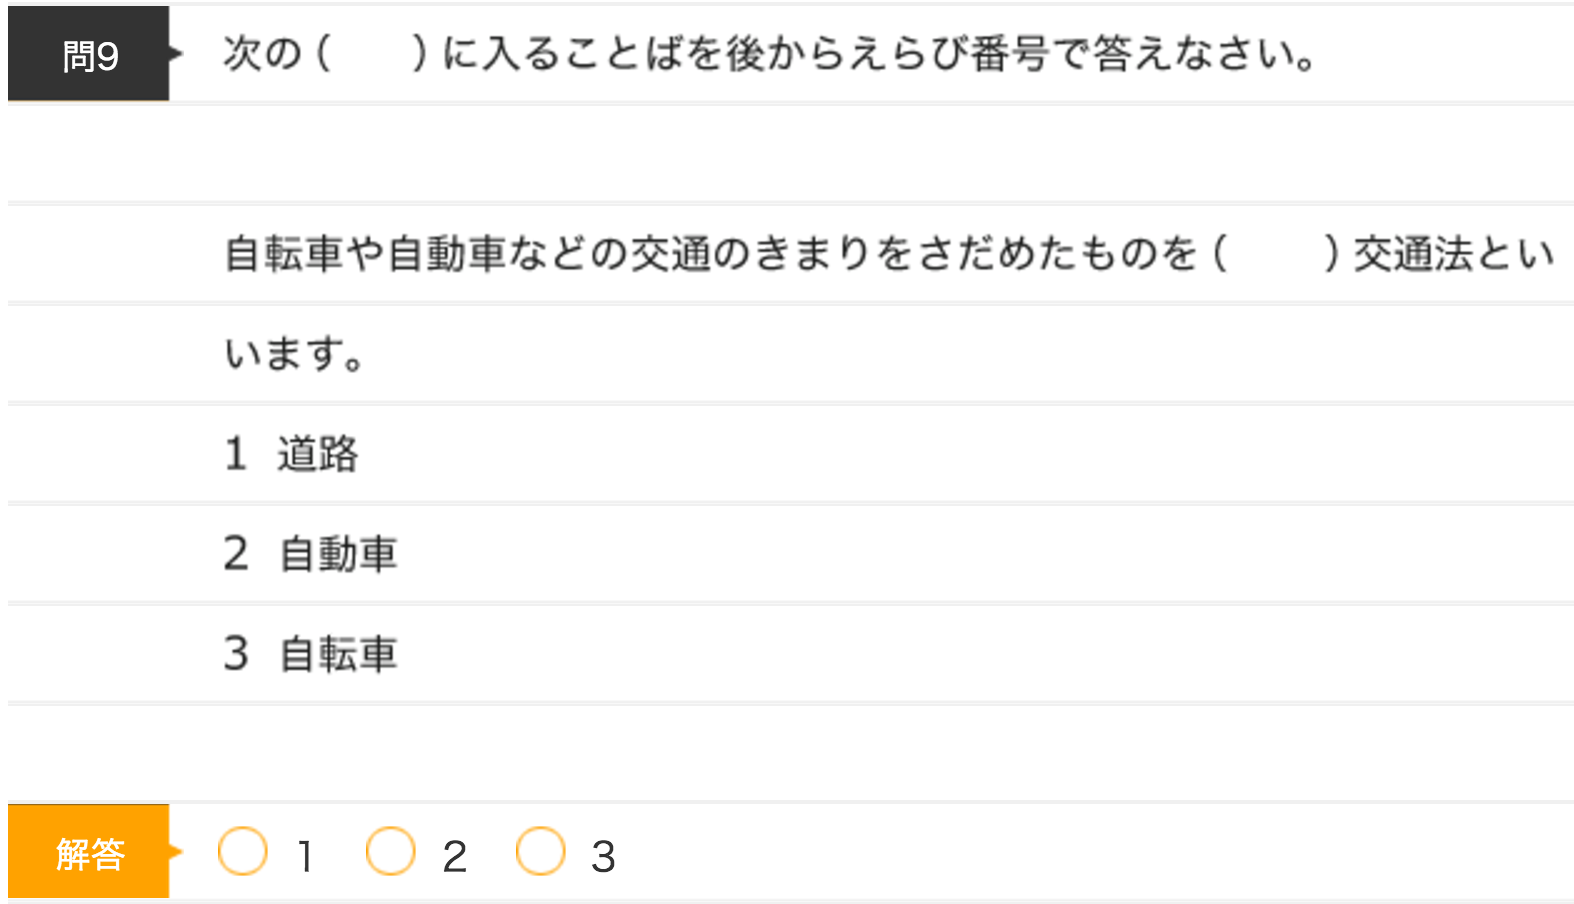 問9 次の（　　）に入ることばを後からえらび番号で答えなさい。
自転車や自動車などの交通のきまりをさだめたものを（　　）交通法とい
います。
1 道路
2 自動車
3 自転車
解答 1 2 3